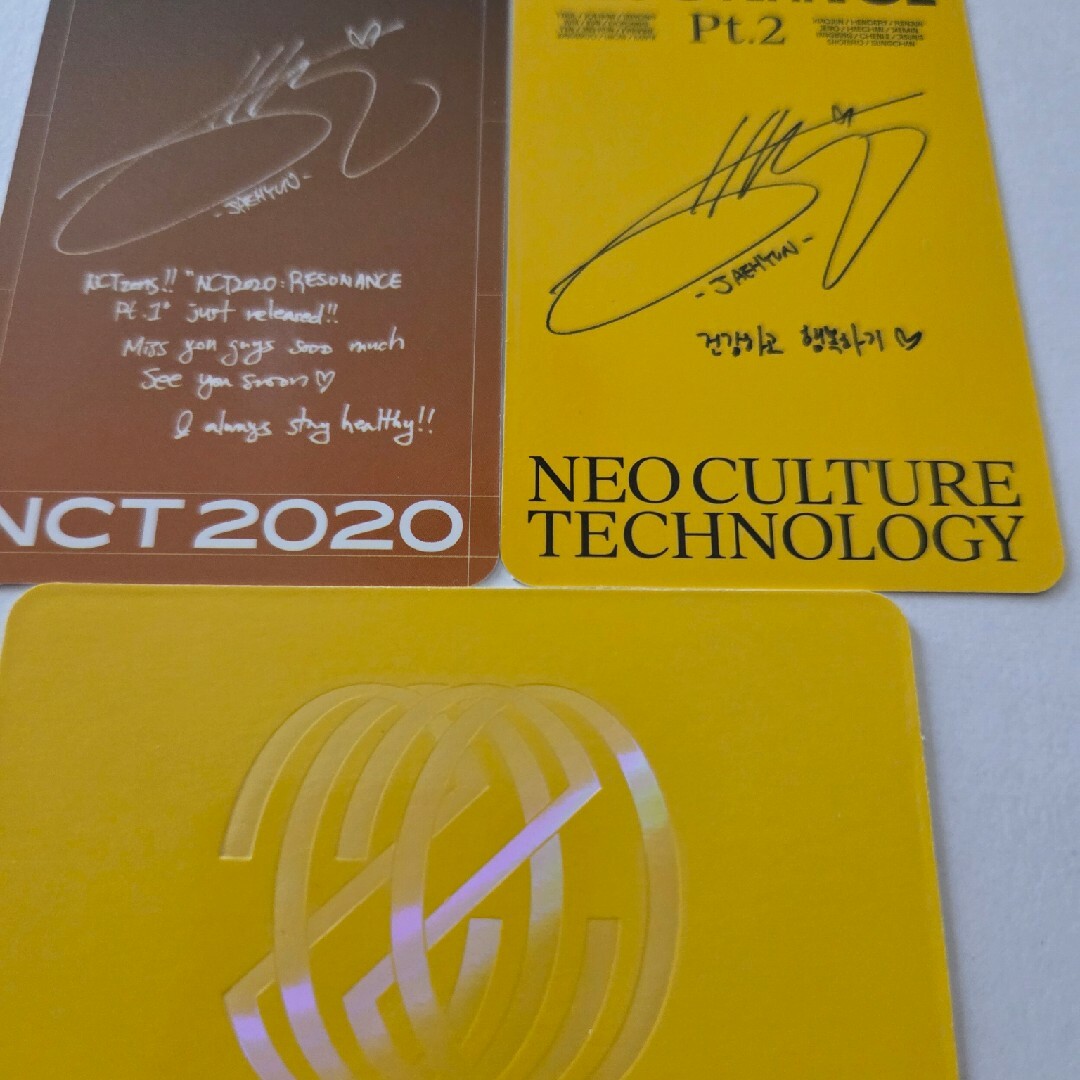 -JAEHYUN-
NCTzens!! "NCT2020:RESONANCE
Pt.1" just released!!
Miss you guys sooo much
See you sooon♡
& always stay healthy!!
NCT 2020
Pt.2
-JAEHYUN-
건강하고 행복하기♡
NEO CULTURE
TECHNOLOGY